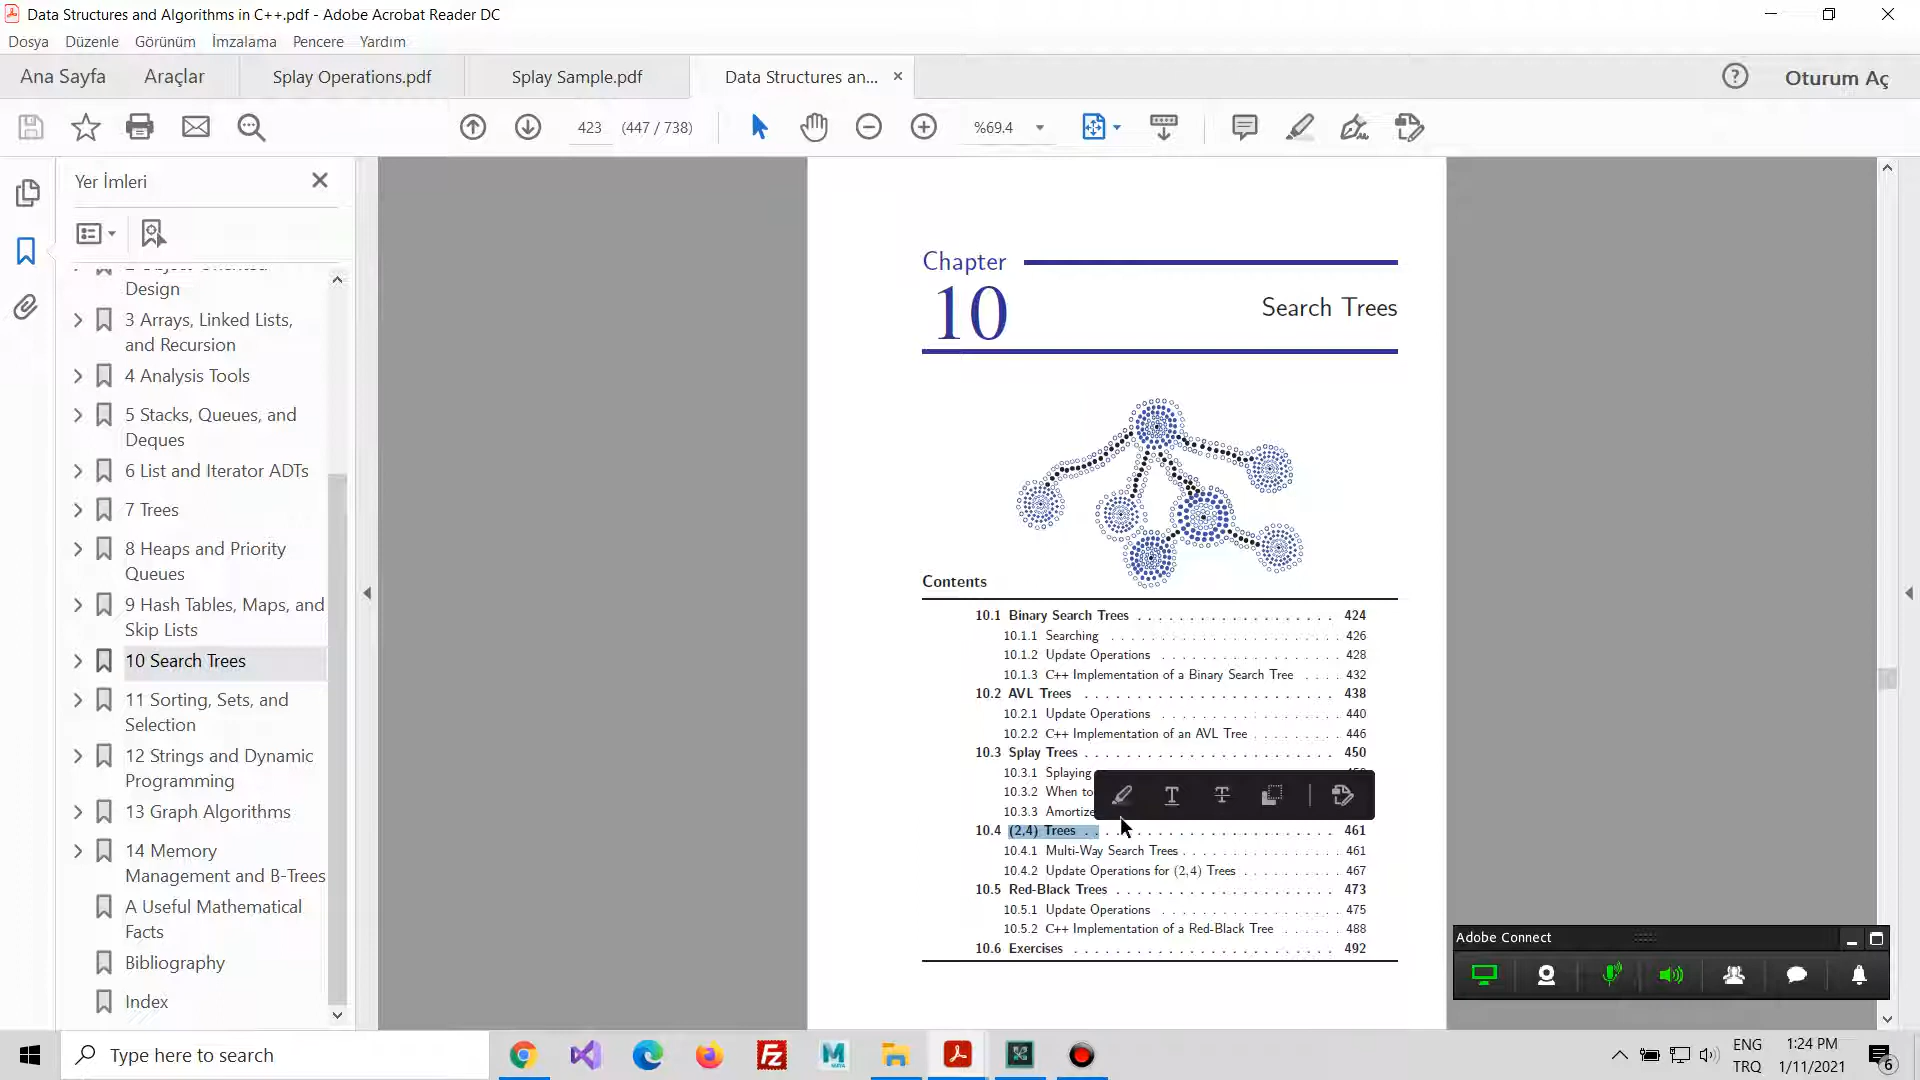 Data Structures and Algorithms in C++.pdf - Adobe Acrobat Reader DC
Dosya Düzenle Görünüm İmzalama Pencere Yardım
Ana Sayfa Araçlar Splay Operations.pdf Splay Sample.pdf Data Structures an... Oturum Aç
423 (447 / 738) %69.4
Yer İmleri
Design
3 Arrays, Linked Lists,
and Recursion
4 Analysis Tools
5 Stacks, Queues, and
Deques
6 List and Iterator ADTs
7 Trees
8 Heaps and Priority
Queues
9 Hash Tables, Maps, and
Skip Lists
10 Search Trees
11 Sorting, Sets, and
Selection
12 Strings and Dynamic
Programming
13 Graph Algorithms
14 Memory
Management and B-Trees
A Useful Mathematical
Facts
Bibliography
Index
Chapter
10
Search Trees
Contents
10.1 Binary Search Trees . . . . . . . . . . . . . . . . . . . 424
10.1.1 Searching . . . . . . . . . . . . . . . . . . . . . . 426
10.1.2 Update Operations . . . . . . . . . . . . . . . . . 428
10.1.3 C++ Implementation of a Binary Search Tree . . . . 432
10.2 AVL Trees . . . . . . . . . . . . . . . . . . . . . . . . 438
10.2.1 Update Operations . . . . . . . . . . . . . . . . . 440
10.2.2 C++ Implementation of an AVL Tree . . . . . . . . 446
10.3 Splay Trees . . . . . . . . . . . . . . . . . . . . . . . . 450
10.3.1 Splaying
10.3.2 When to
10.3.3 Amortize
10.4 (2,4) Trees . . . . . . . . . . . . . . . . . . . . . . . . 461
10.4.1 Multi-Way Search Trees . . . . . . . . . . . . . . . 461
10.4.2 Update Operations for (2,4) Trees . . . . . . . . . 467
10.5 Red-Black Trees . . . . . . . . . . . . . . . . . . . . . 473
10.5.1 Update Operations . . . . . . . . . . . . . . . . . 475
10.5.2 C++ Implementation of a Red-Black Tree . . . . . . 488
10.6 Exercises . . . . . . . . . . . . . . . . . . . . . . . . . 492
Adobe Connect
Type here to search
ENG
TRQ
1:24 PM
1/11/2021
6